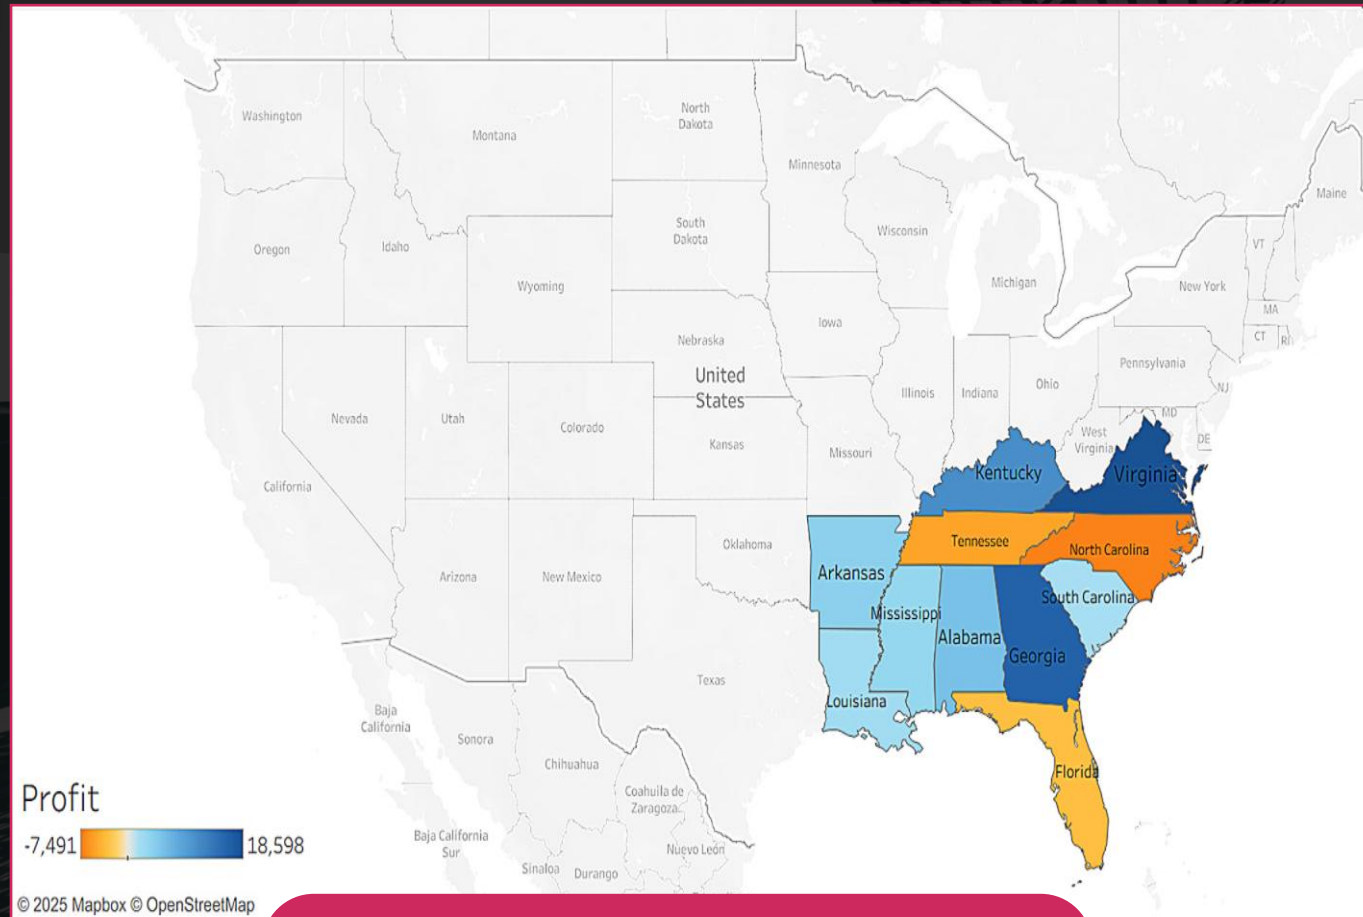 Washington
Montana
North
Dakota
Minnesota
Maine
South
Dakota
Wisconsin
Oregon
Idaho
VT
Wyoming
Michigan
New York
MA
Iowa
CT
RI
Nebraska
Pennsylvania
United
States
Illinois
Indiana
Ohio
NJ
Nevada
Utah
Colorado
MD
Kansas
West
Virginia
DE
Missouri
Kentucky
Virginia
California
Oklahoma
Tennessee
North Carolina
Arizona
New Mexico
Arkansas
South Carolina
Mississippi
Alabama
Georgia
Texas
Louisiana
Baja
California
Sonora
Chihuahua
Florida
Coahuila de
Zaragoza
Profit
-7,491
18,598
Baja California
Sur
Nuevo León
Sinaloa
Durango
© 2025 Mapbox © OpenStreetMap